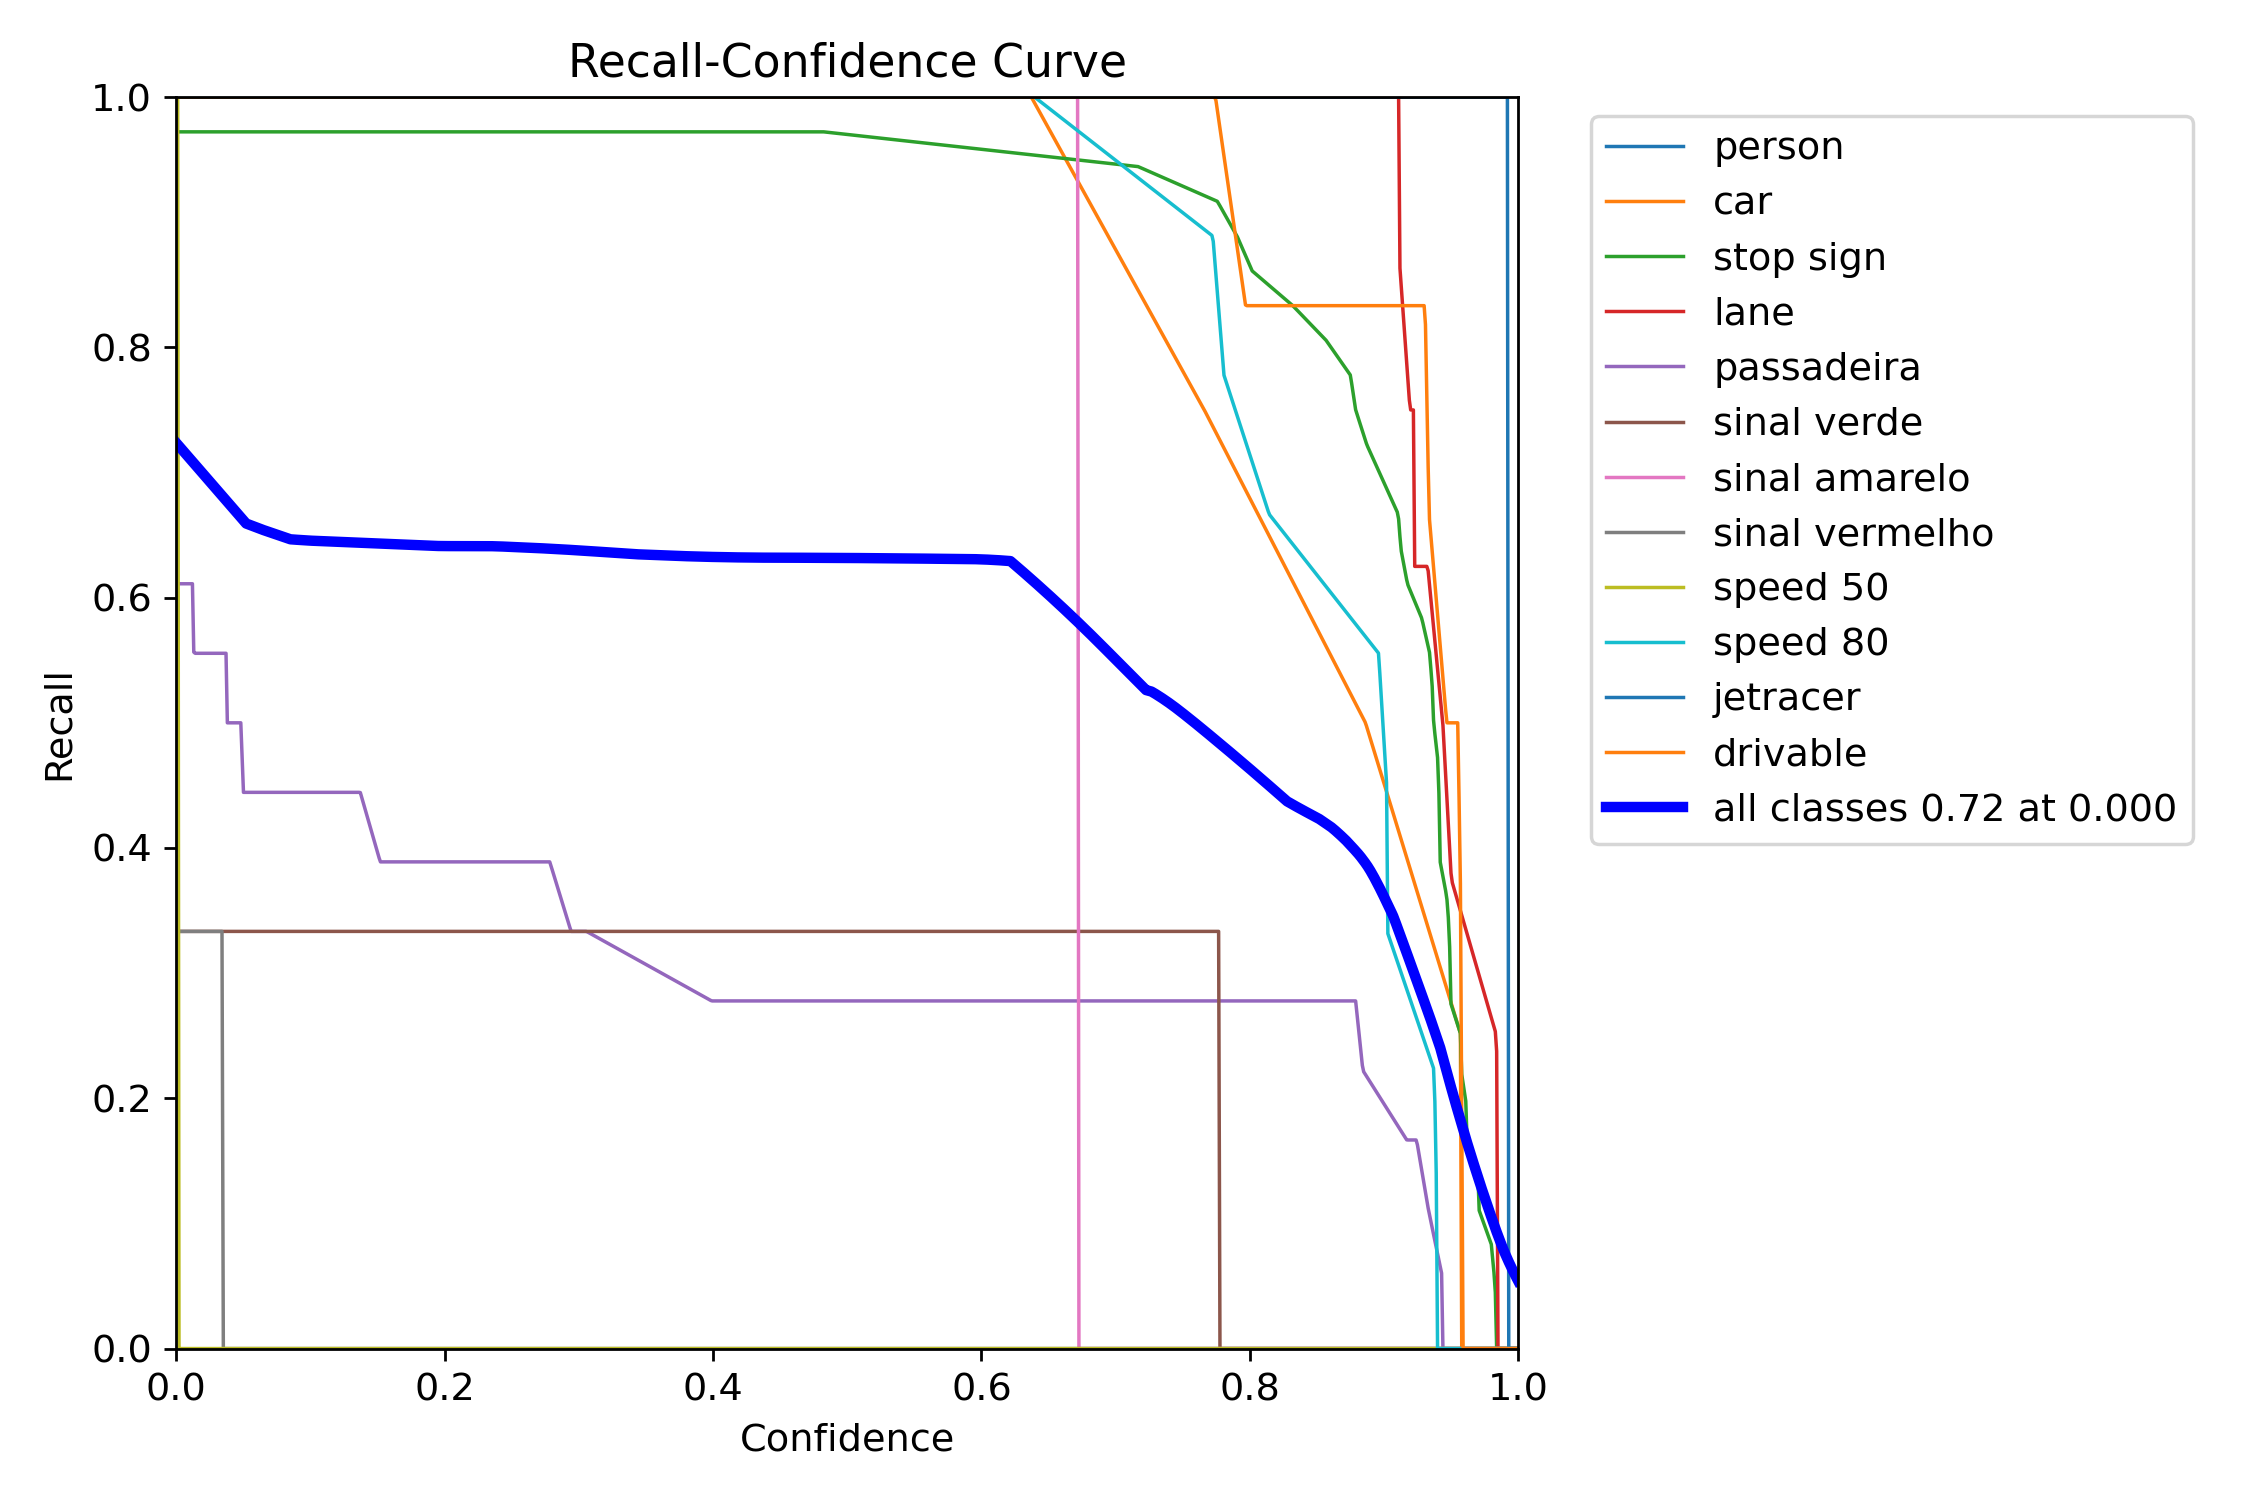 Recall-Confidence Curve
1.0
0.8
0.6
0.4
0.2
0.0
Recall
0.0 0.2 0.4 0.6 0.8 1.0
Confidence
person
car
stop sign
lane
passadeira
sinal verde
sinal amarelo
sinal vermelho
speed 50
speed 80
jetracer
drivable
all classes 0.72 at 0.000